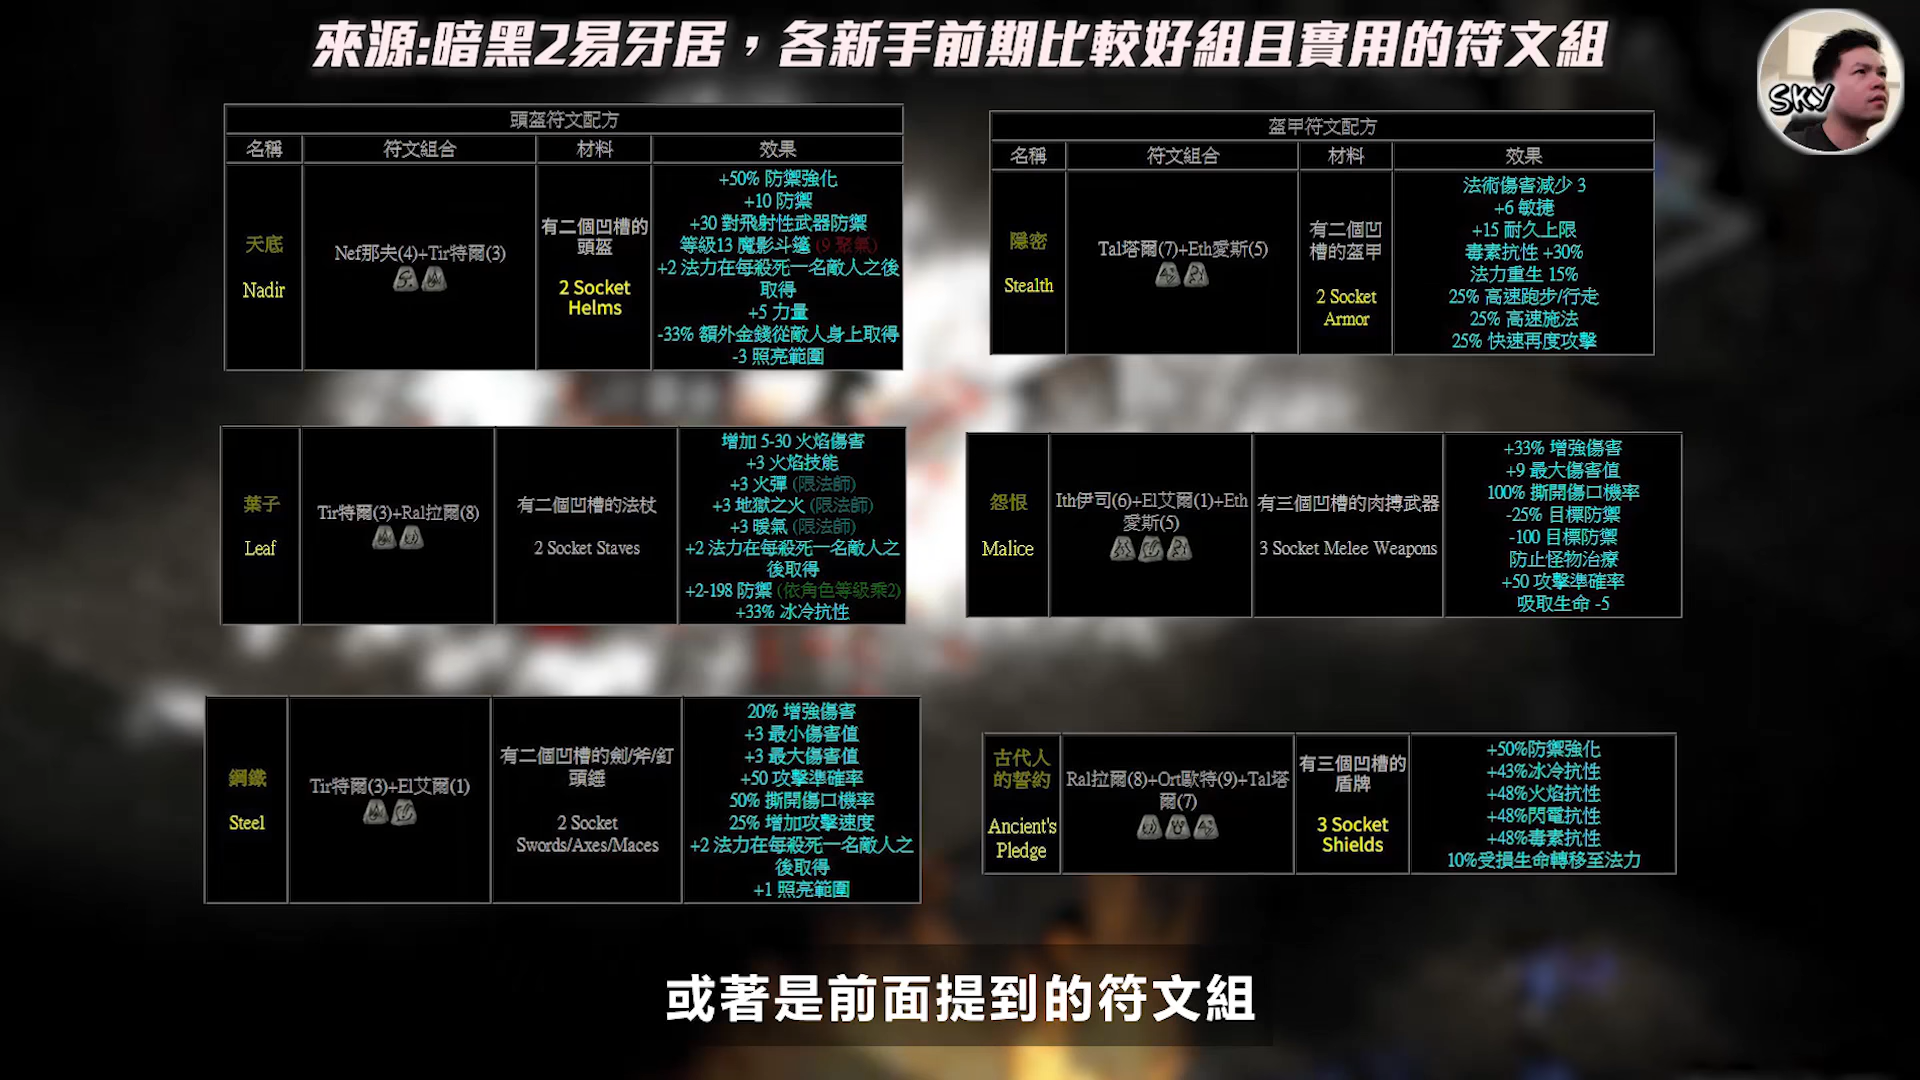 來源:暗黑2易牙居，各新手前期比較好組且實用的符文組
SKY
頭盔符文配方
名稱 符文組合 材料 效果
天底
Nadir
Nef那夫(4)+Tir特爾(3)
有二個凹槽的
頭盔
2 Socket
Helms
+50% 防禦強化
+10 防禦
+30 對飛射性武器防禦
等級13 魔影斗篷 (9 聚氣)
+2 法力在每殺死一名敵人之後
取得
+5 力量
-33% 額外金錢從敵人身上取得
-3 照亮範圍
盔甲符文配方
名稱 符文組合 材料 效果
隱密
Stealth
Tal塔爾(7)+Eth愛斯(5)
有二個凹
槽的盔甲
2 Socket
Armor
法術傷害減少 3
+6 敏捷
+15 耐久上限
毒素抗性 +30%
法力重生 15%
25% 高速跑步/行走
25% 高速施法
25% 快速再度攻擊
葉子
Leaf
Tir特爾(3)+Ral拉爾(8)
有二個凹槽的法杖
2 Socket Staves
增加 5-30 火焰傷害
+3 火焰技能
+3 火彈 (限法師)
+3 地獄之火 (限法師)
+3 暖氣 (限法師)
+2 法力在每殺死一名敵人之
後取得
+2-198 防禦 (依角色等級乘2)
+33% 冰冷抗性
怨恨
Malice
Ith伊司(6)+El艾爾(1)+Eth
愛斯(5)
有三個凹槽的肉搏武器
3 Socket Melee Weapons
+33% 增強傷害
+9 最大傷害值
100% 撕開傷口機率
-25% 目標防禦
-100 目標防禦
防止怪物治療
+50 攻擊準確率
吸取生命 -5
鋼鐵
Steel
Tir特爾(3)+El艾爾(1)
有二個凹槽的劍/斧/釘
頭錘
2 Socket
Swords/Axes/Maces
20% 增強傷害
+3 最小傷害值
+3 最大傷害值
+50 攻擊準確率
50% 撕開傷口機率
25% 增加攻擊速度
+2 法力在每殺死一名敵人之
後取得
+1 照亮範圍
古代人
的誓約
Ancient's
Pledge
Ral拉爾(8)+Ort歐特(9)+Tal塔
爾(7)
有三個凹槽的
盾牌
3 Socket
Shields
+50%防禦強化
+43%冰冷抗性
+48%火焰抗性
+48%閃電抗性
+48%毒素抗性
10%受損生命轉移至法力
或著是前面提到的符文組